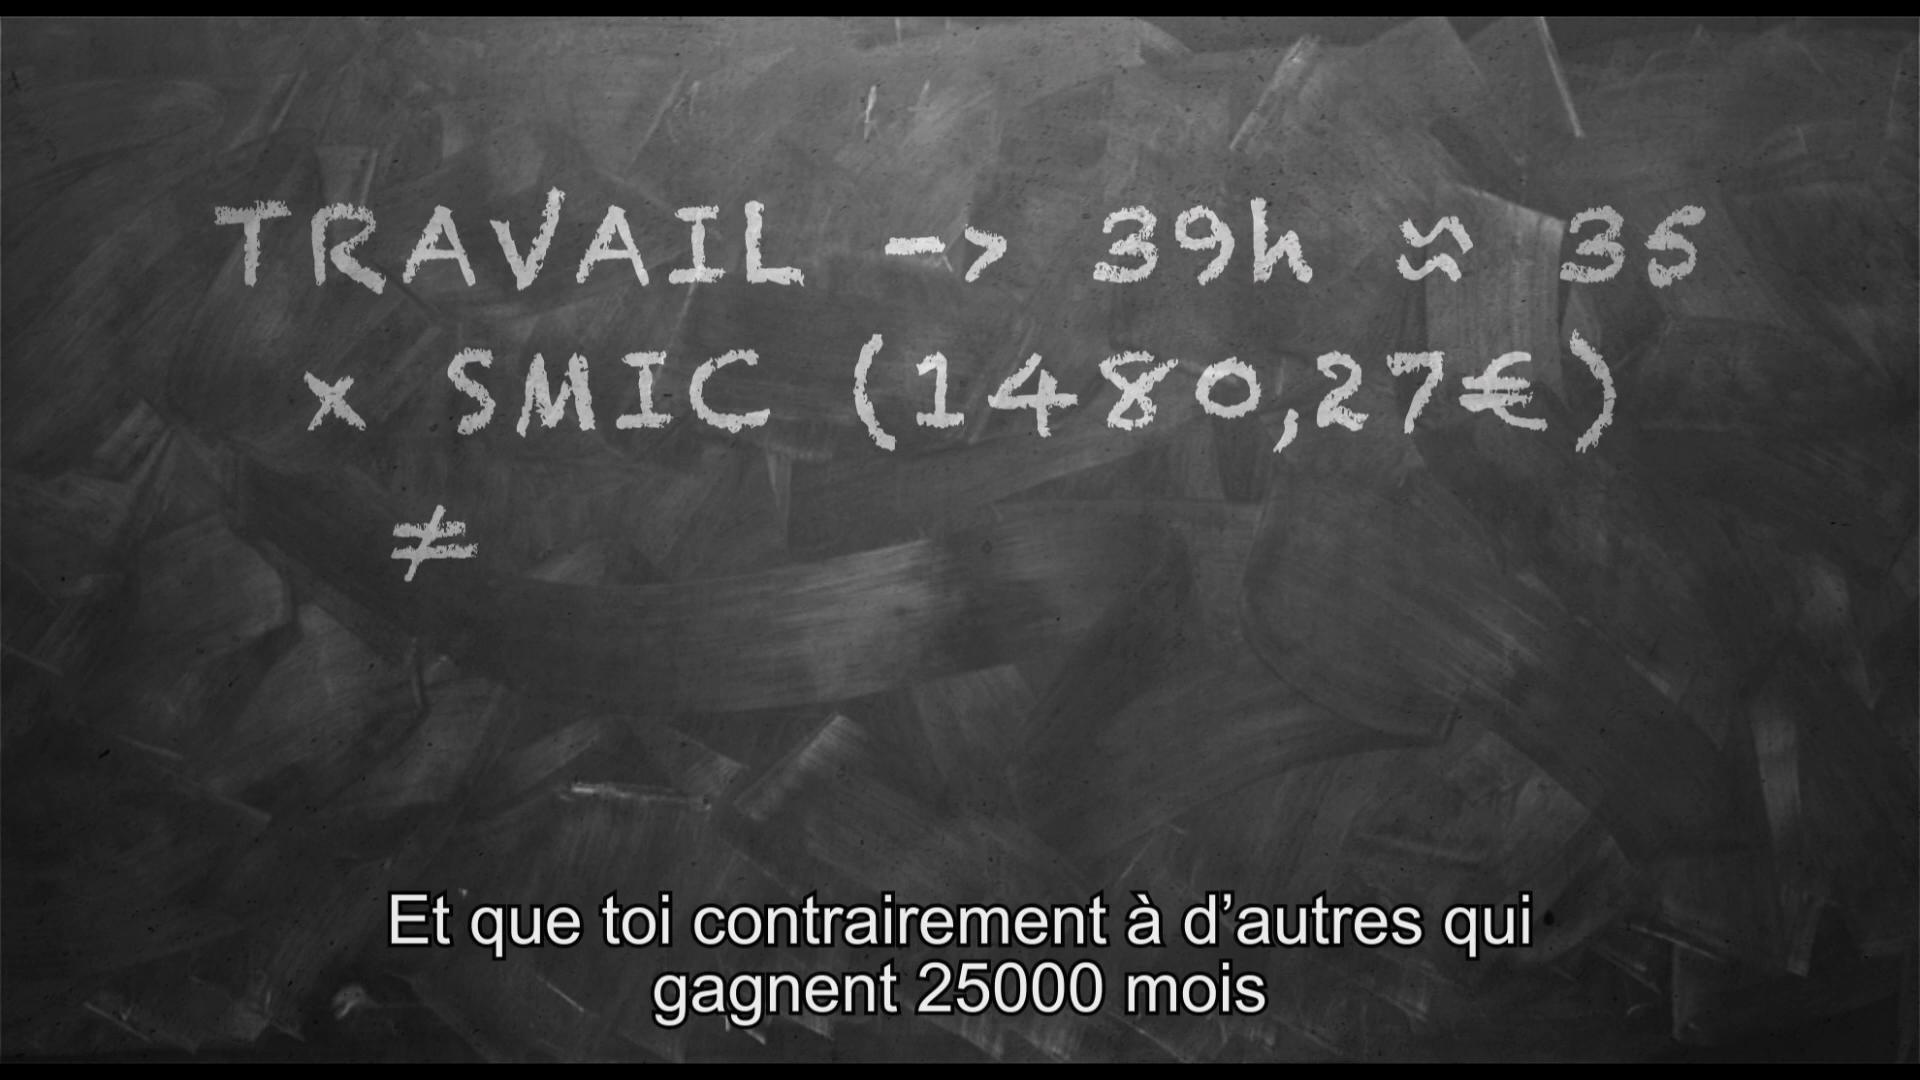 TRAVAIL -> 39h ≈ 35
x SMIC (1480,27€)
≠
Et que toi contrairement à d’autres qui
gagnent 25000 mois